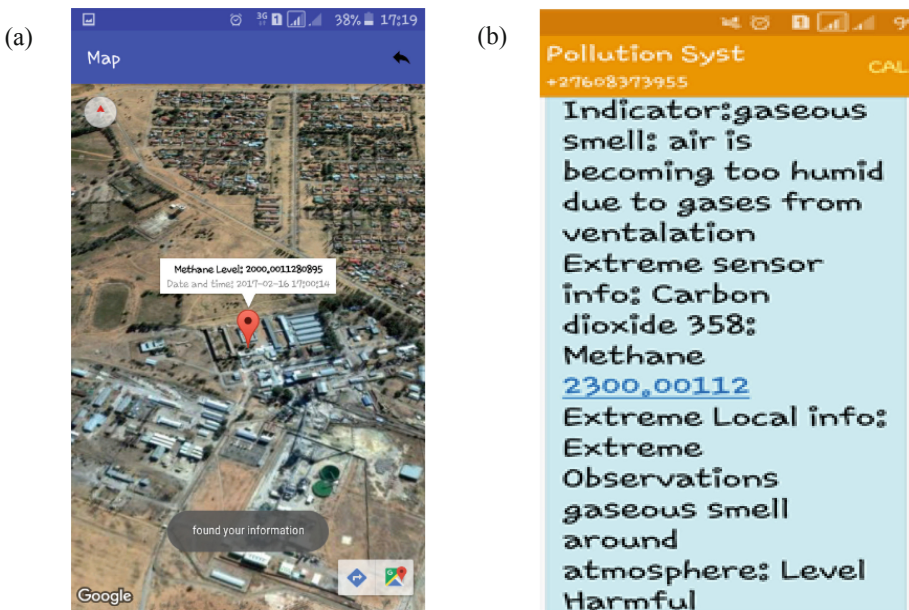 (a)
3G 1 38% 17:19
Map
Methane Level: 2000.0011280895
Date and time: 2017-02-16 17:00:14
found your information
Google
(b)
1
Pollution Syst
CAL
+27608373955
Indicator:gaseous
smell: air is
becoming too humid
due to gases from
ventalation
Extreme sensor
info: Carbon
dioxide 358:
Methane
2300.00112
Extreme Local info:
Extreme
Observations
gaseous smell
around
atmosphere: Level
Harmful